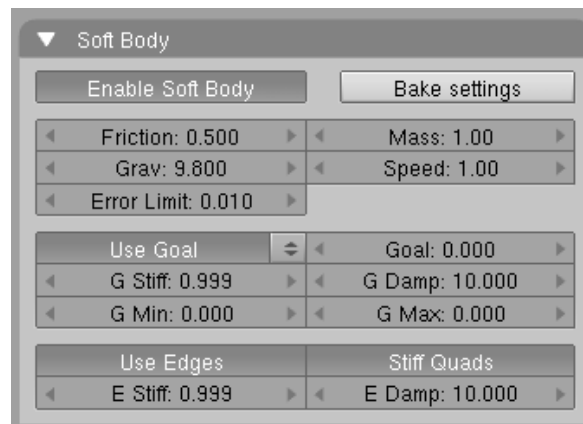 Soft Body
Enable Soft Body Bake settings
Friction: 0.500 Mass: 1.00
Grav: 9.800 Speed: 1.00
Error Limit: 0.010
Use Goal Goal: 0.000
G Stiff: 0.999 G Damp: 10.000
G Min: 0.000 G Max: 0.000
Use Edges Stiff Quads
E Stiff: 0.999 E Damp: 10.000